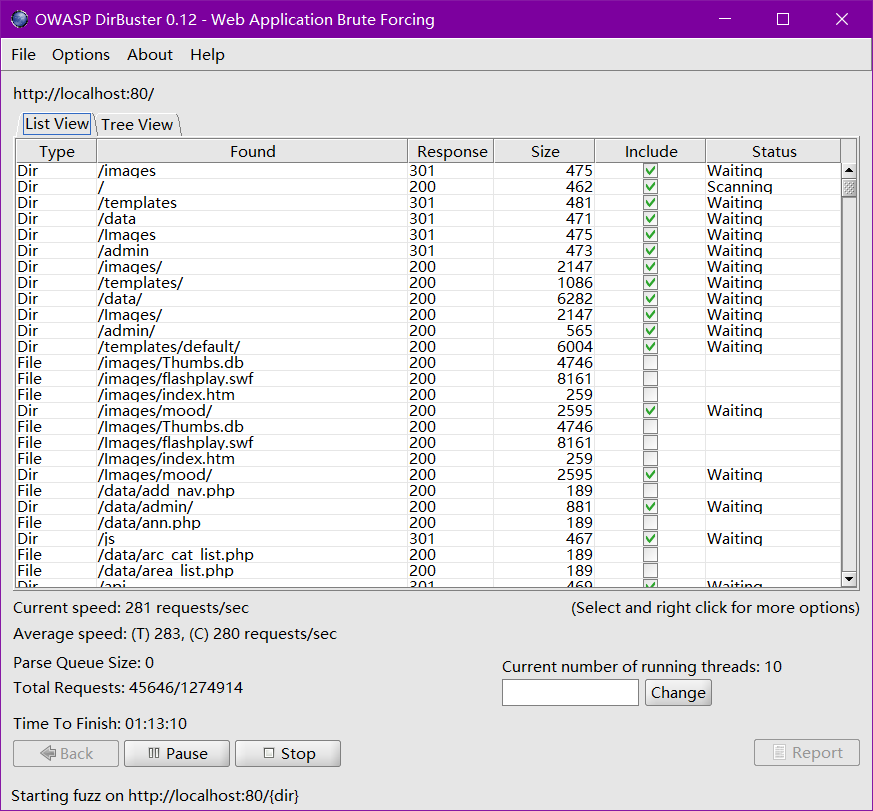 OWASP DirBuster 0.12 - Web Application Brute Forcing
File Options About Help
http://localhost:80/
List View Tree View
Type Found Response Size Include Status
Dir /images 301 475 Waiting
Dir / 200 462 Scanning
Dir /templates 301 481 Waiting
Dir /data 301 471 Waiting
Dir /Images 301 475 Waiting
Dir /admin 301 473 Waiting
Dir /images/ 200 2147 Waiting
Dir /templates/ 200 1086 Waiting
Dir /data/ 200 6282 Waiting
Dir /Images/ 200 2147 Waiting
Dir /admin/ 200 565 Waiting
Dir /templates/default/ 200 6004 Waiting
File /images/Thumbs.db 200 4746
File /images/flashplay.swf 200 8161
File /images/index.htm 200 259
Dir /images/mood/ 200 2595 Waiting
File /Images/Thumbs.db 200 4746
File /Images/flashplay.swf 200 8161
File /Images/index.htm 200 259
Dir /Images/mood/ 200 2595 Waiting
File /data/add_nav.php 200 189
Dir /data/admin/ 200 881 Waiting
File /data/ann.php 200 189
Dir /js 301 467 Waiting
File /data/arc_cat_list.php 200 189
File /data/area_list.php 200 189
Dir /api 301 469 Waiting
Current speed: 281 requests/sec (Select and right click for more options)
Average speed: (T) 283, (C) 280 requests/sec
Parse Queue Size: 0
Current number of running threads: 10
Total Requests: 45646/1274914
Change
Time To Finish: 01:13:10
Back Pause Stop Report
Starting fuzz on http://localhost:80/{dir}